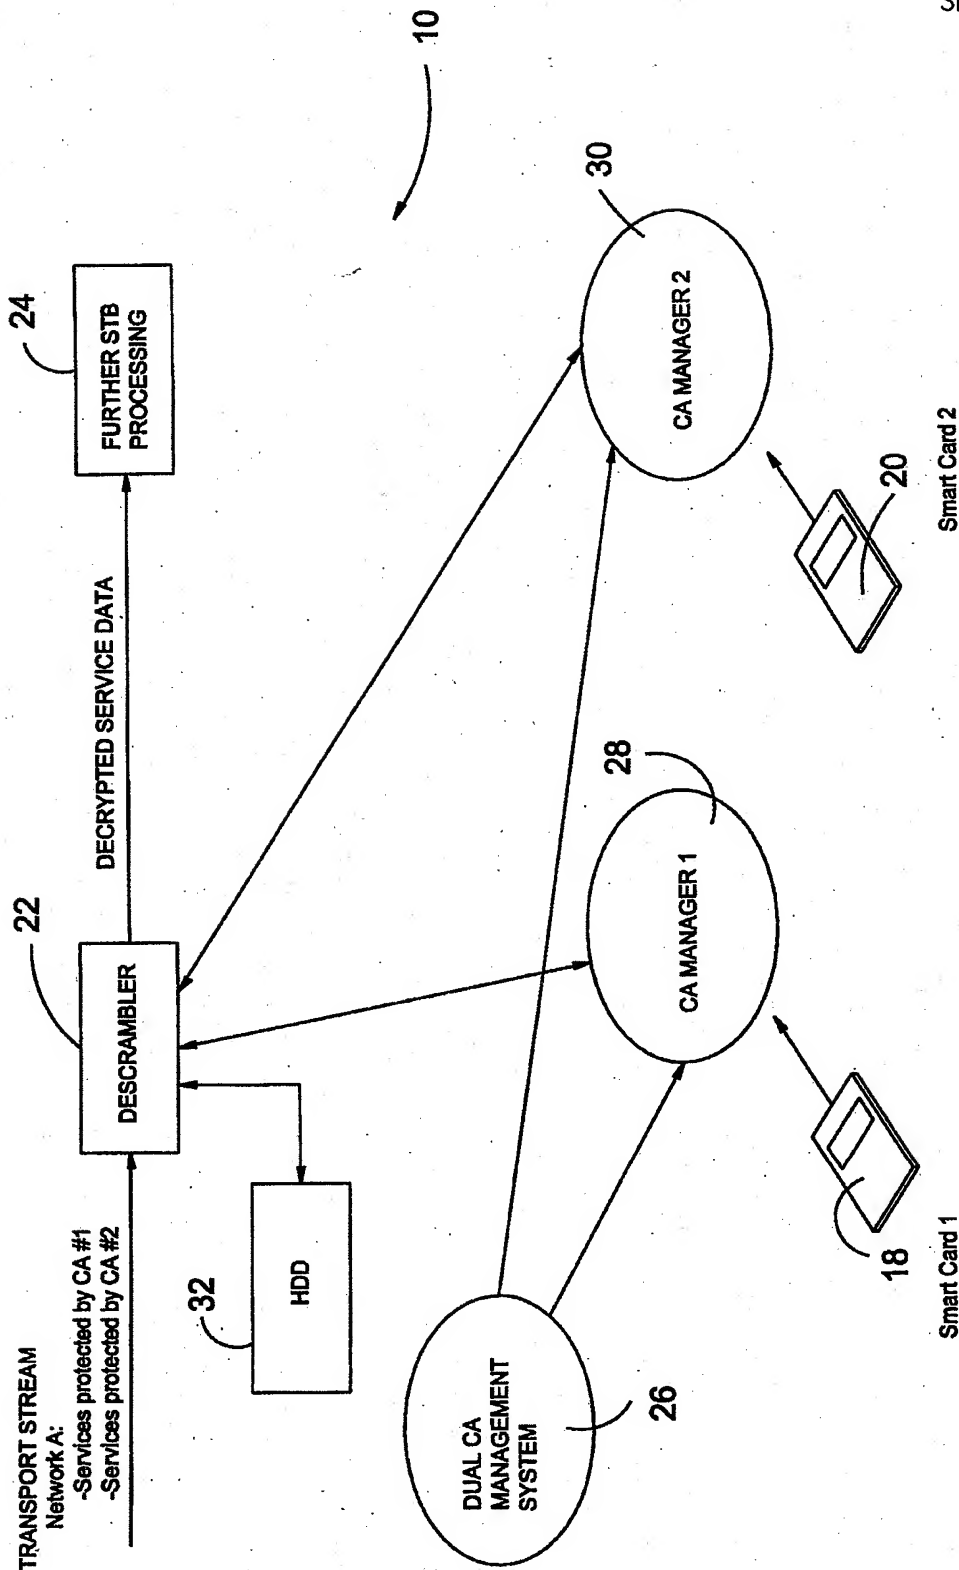 TRANSPORT STREAM
Network A:
-Services protected by CA #1
-Services protected by CA #2
22
DESCRAMBLER
DECRYPTED SERVICE DATA
24
FURTHER STB
PROCESSING
10
32
HDD
DUAL CA
MANAGEMENT
SYSTEM
26
28
CA MANAGER 1
30
CA MANAGER 2
18
Smart Card 1
20
Smart Card 2